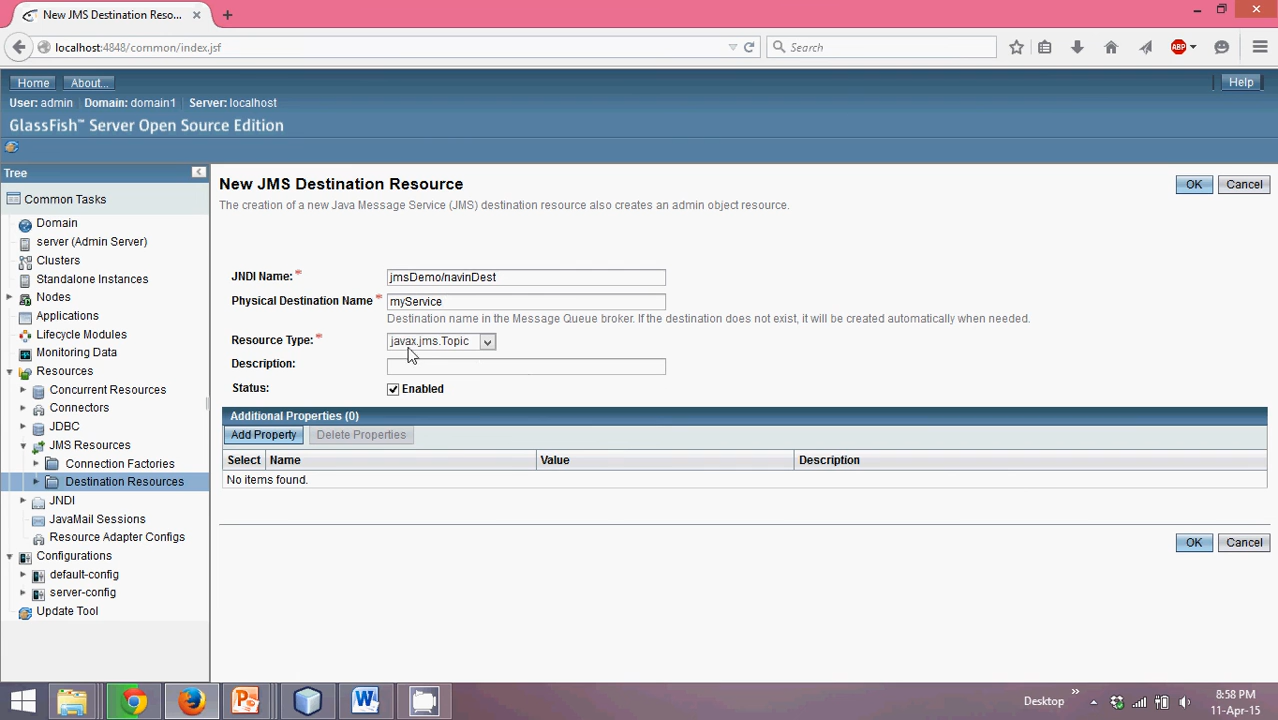 New JMS Destination Reso...
localhost:4848/common/index.jsf
Search
ABP
Home About...
Help
User: admin Domain: domain1 Server: localhost
GlassFish™ Server Open Source Edition
Tree
Common Tasks
Domain
server (Admin Server)
Clusters
Standalone Instances
Nodes
Applications
Lifecycle Modules
Monitoring Data
Resources
Concurrent Resources
Connectors
JDBC
JMS Resources
Connection Factories
Destination Resources
JNDI
JavaMail Sessions
Resource Adapter Configs
Configurations
default-config
server-config
Update Tool
New JMS Destination Resource
OK Cancel
The creation of a new Java Message Service (JMS) destination resource also creates an admin object resource.
JNDI Name: * jmsDemo/navinDest
Physical Destination Name * myService
Destination name in the Message Queue broker. If the destination does not exist, it will be created automatically when needed.
Resource Type: * javax.jms.Topic
Description:
Status: Enabled
Additional Properties (0)
Add Property Delete Properties
Select Name Value Description
No items found.
OK Cancel
Desktop
8:58 PM
11-Apr-15